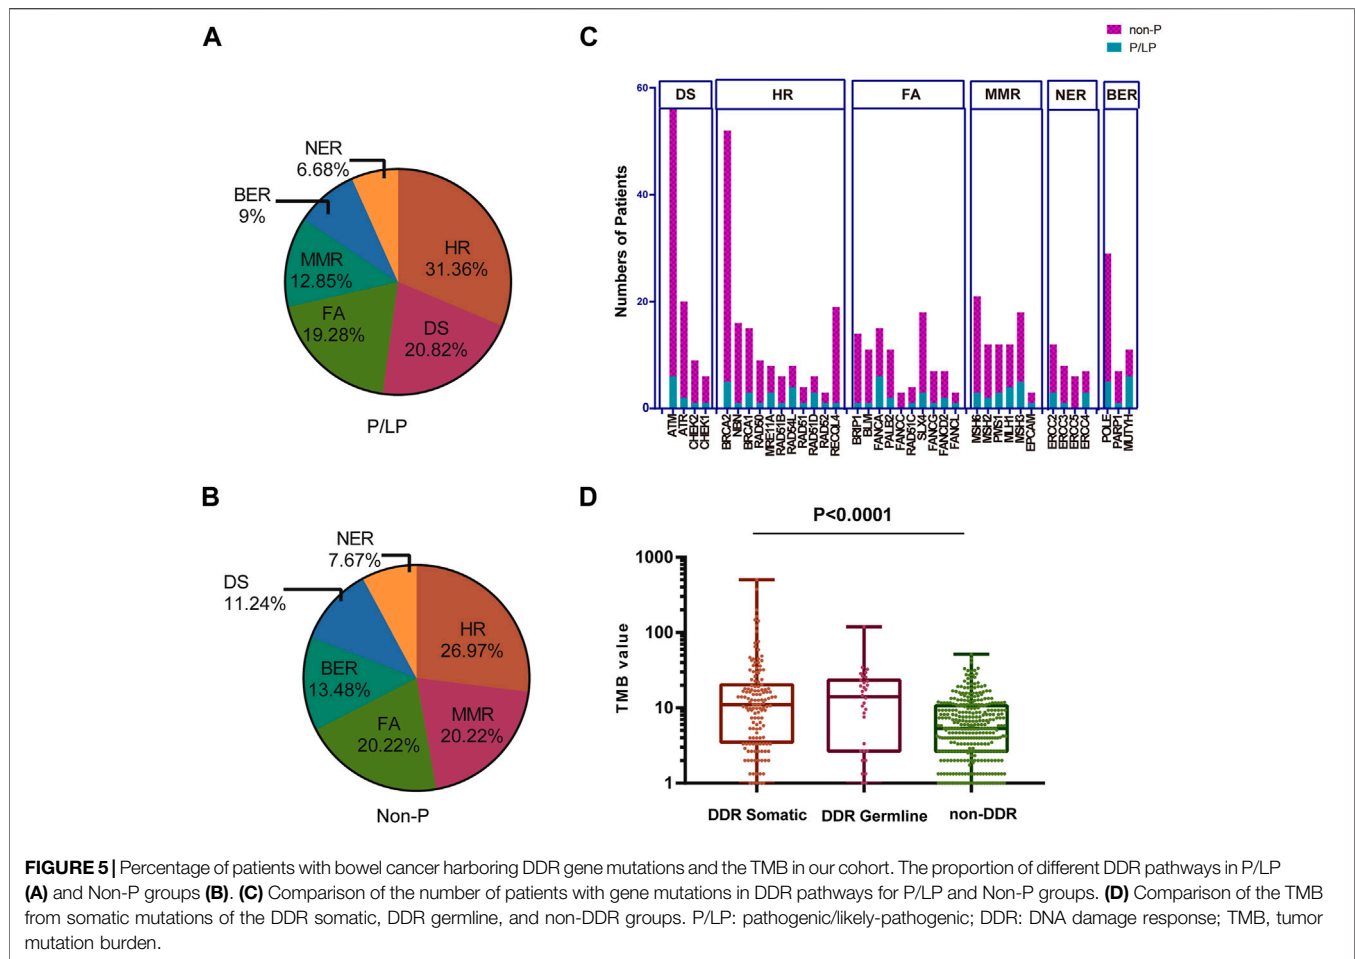 A
NER
6.68%
BER
9%
MMR
12.85%
HR
31.36%
FA
19.28%
DS
20.82%
P/LP
B
NER
7.67%
DS
11.24%
HR
26.97%
BER
13.48%
MMR
20.22%
FA
20.22%
Non-P
C
non-P
P/LP
DS HR FA MMR NER BER
Numbers of Patients
60
40
20
0
ATM
ATR
CHEK2
CHEK1
BRCA2
NBN
BRCA1
RAD50
MRE11A
RAD51B
RAD54L
RAD51
RAD51D
RAD52
RECQL4
BRIP1
BLM
FANCA
PALB2
FANCC
RAD51C
SLX4
FANCG
FANCD2
FANCL
MSH6
MSH2
PMS1
MLH1
MSH3
EPCAM
ERCC2
ERCC3
ERCC5
ERCC4
POLE
PARP1
MUTYH
D
P<0.0001
TMB value
1000
100
10
1
DDR Somatic DDR Germline non-DDR
FIGURE 5 | Percentage of patients with bowel cancer harboring DDR gene mutations and the TMB in our cohort. The proportion of different DDR pathways in P/LP
(A) and Non-P groups (B). (C) Comparison of the number of patients with gene mutations in DDR pathways for P/LP and Non-P groups. (D) Comparison of the TMB
from somatic mutations of the DDR somatic, DDR germline, and non-DDR groups. P/LP: pathogenic/likely-pathogenic; DDR: DNA damage response; TMB, tumor
mutation burden.